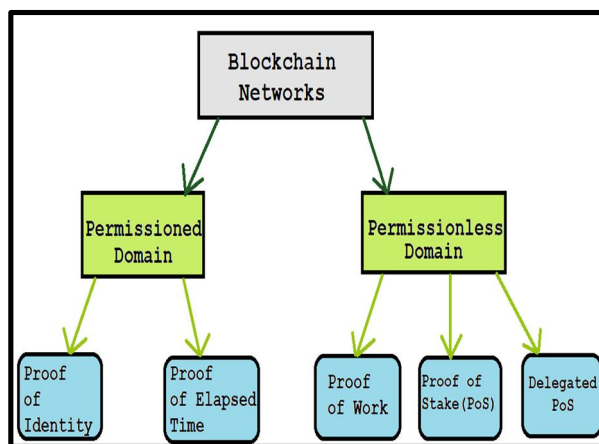 Blockchain
Networks
Permissioned
Domain
Permissionless
Domain
Proof
of
Identity
Proof
of Elapsed
Time
Proof
of Work
Proof of
Stake(PoS)
Delegated
PoS